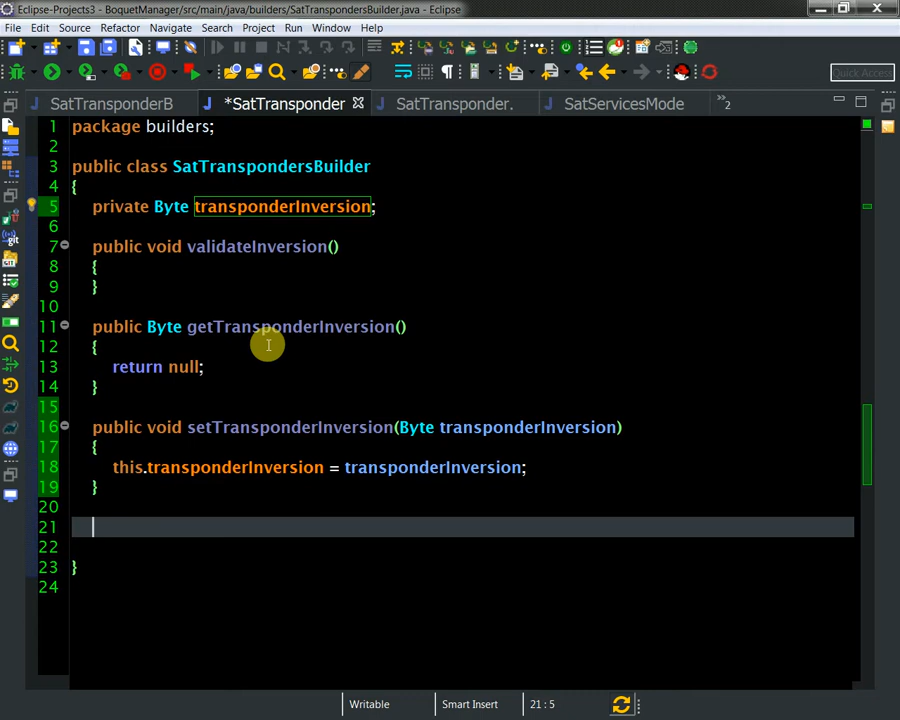 Eclipse-Projects3 - BoquetManager/src/main/java/builders/SatTranspondersBuilder.java - Eclipse
File Edit Source Refactor Navigate Search Project Run Window Help
Quick Access
SatTransponderB *SatTransponder SatTransponder. SatServicesMode »2
1 package builders;
2
3 public class SatTranspondersBuilder
4 {
5 private Byte transponderInversion;
6
7 public void validateInversion()
8 {
9 }
10
11 public Byte getTransponderInversion()
12 {
13 return null;
14 }
15
16 public void setTransponderInversion(Byte transponderInversion)
17 {
18 this.transponderInversion = transponderInversion;
19 }
20
21
22
23 }
24
Writable Smart Insert 21 : 5